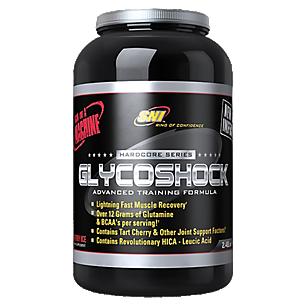 MACHINE
SNI
RING OF CONFIDENCE
NEW
HARDCORE SERIES
GLYCOSHOCK
ADVANCED TRAINING FORMULA
• Lightning Fast Muscle Recovery*
• Over 12 Grams of Glutamine
& BCAA's per serving!*
• Contains Tart Cherry & Other Joint Support Factors*
• Contains Revolutionary HICA - Leucic Acid*